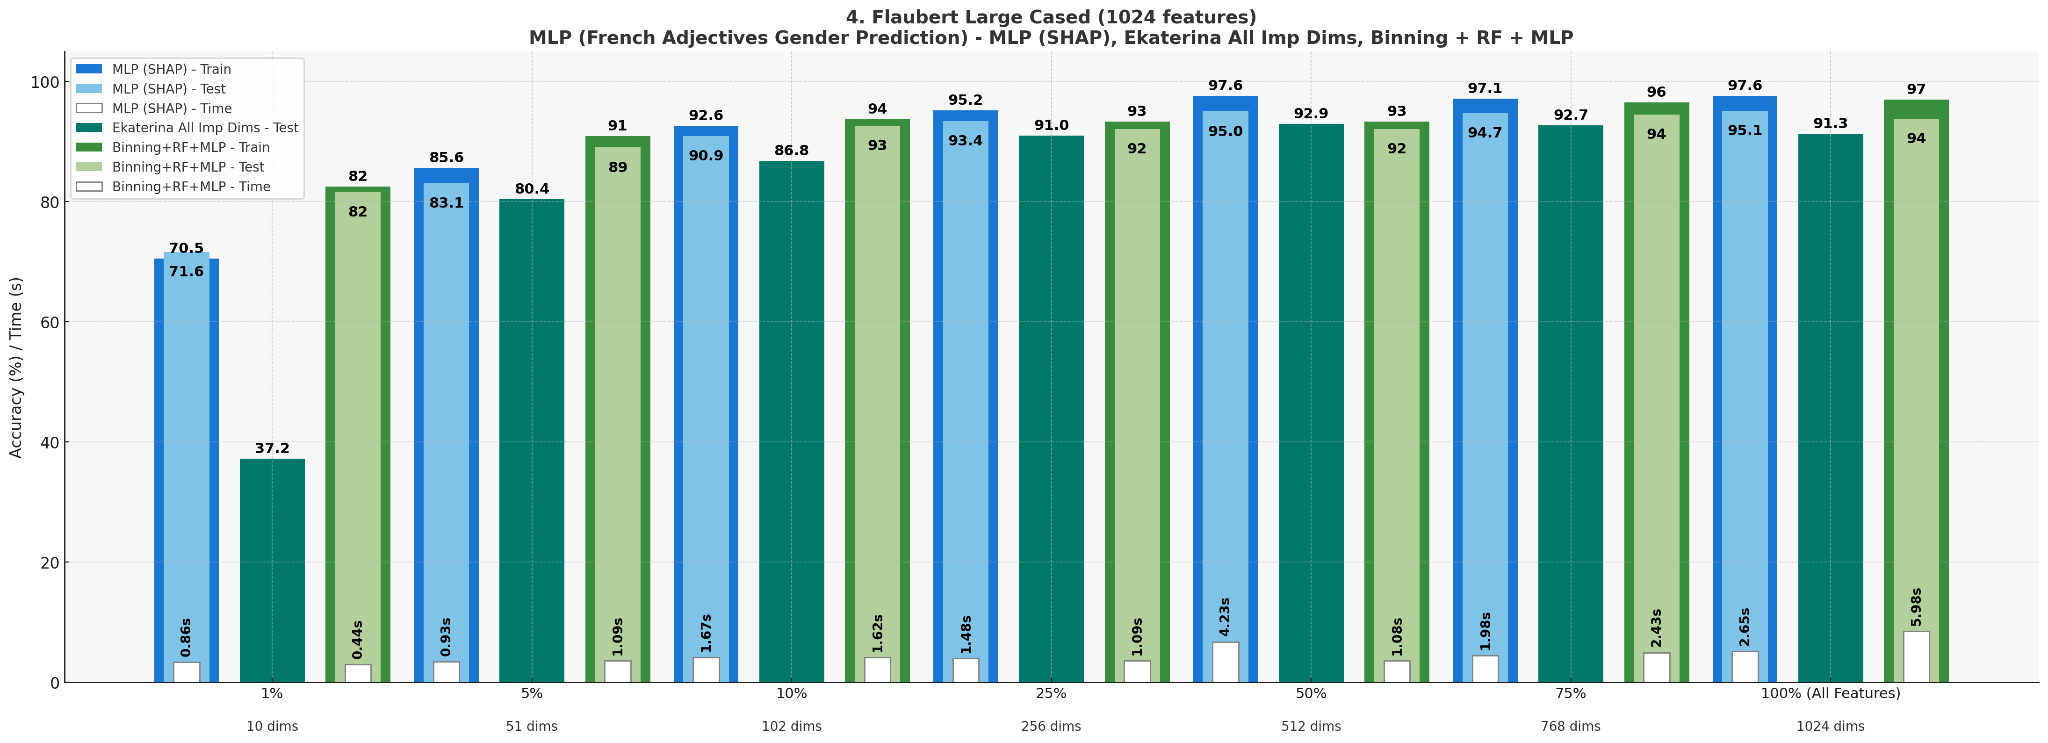 4. Flaubert Large Cased (1024 features)
MLP (French Adjectives Gender Prediction) - MLP (SHAP), Ekaterina All Imp Dims, Binning + RF + MLP
MLP (SHAP) - Train
MLP (SHAP) - Test
MLP (SHAP) - Time
Ekaterina All Imp Dims - Test
Binning+RF+MLP - Train
Binning+RF+MLP - Test
Binning+RF+MLP - Time
Accuracy (%) / Time (s)
100
80
60
40
20
0
70.5
71.6
0.86s
37.2
82
82
0.44s
85.6
83.1
0.93s
80.4
91
89
1.09s
92.6
90.9
1.67s
86.8
94
93
1.62s
95.2
93.4
1.48s
91.0
93
92
1.09s
97.6
95.0
4.23s
92.9
93
92
1.08s
97.1
94.7
1.98s
92.7
96
94
2.43s
97.6
95.1
2.65s
91.3
97
94
5.98s
1% 5% 10% 25% 50% 75% 100% (All Features)
10 dims 51 dims 102 dims 256 dims 512 dims 768 dims 1024 dims